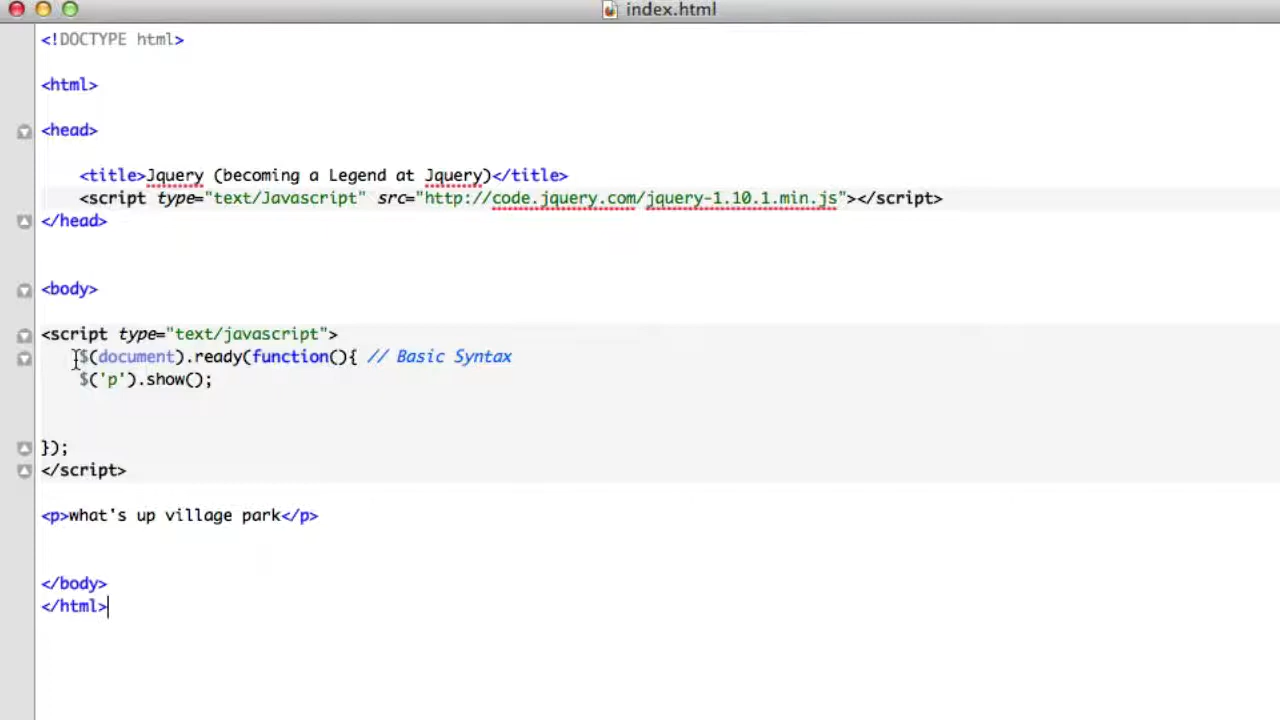 index.html
<!DOCTYPE html>
<html>
<head>
<title>Jquery (becoming a Legend at Jquery)</title>
<script type="text/Javascript" src="http://code.jquery.com/jquery-1.10.1.min.js"></script>
</head>
<body>
<script type="text/javascript">
$(document).ready(function(){ // Basic Syntax
$('p').show();
});
</script>
<p>what's up village park</p>
</body>
</html>